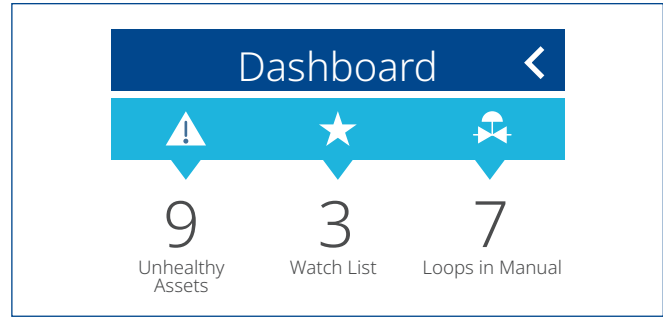 Dashboard
9
3
7
Unhealthy
Assets
Watch List
Loops in Manual